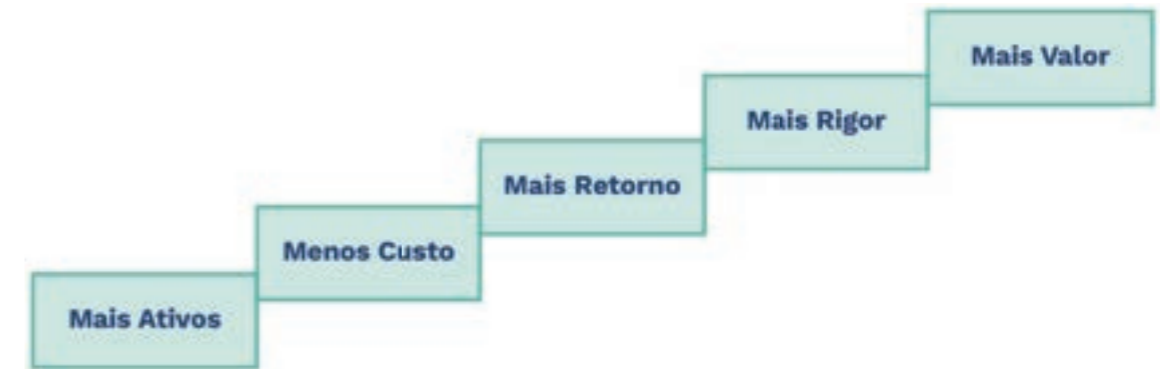 Mais Valor
Mais Rigor
Mais Retorno
Menos Custo
Mais Ativos